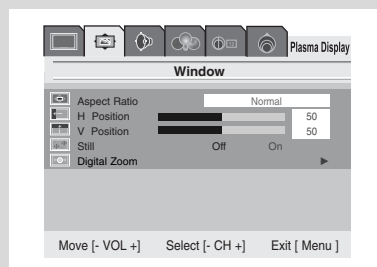 Plasma Display
Window
Aspect Ratio Normal
H Position 50
V Position 50
Still Off On
Digital Zoom
Move [- VOL +] Select [- CH +] Exit [ Menu ]